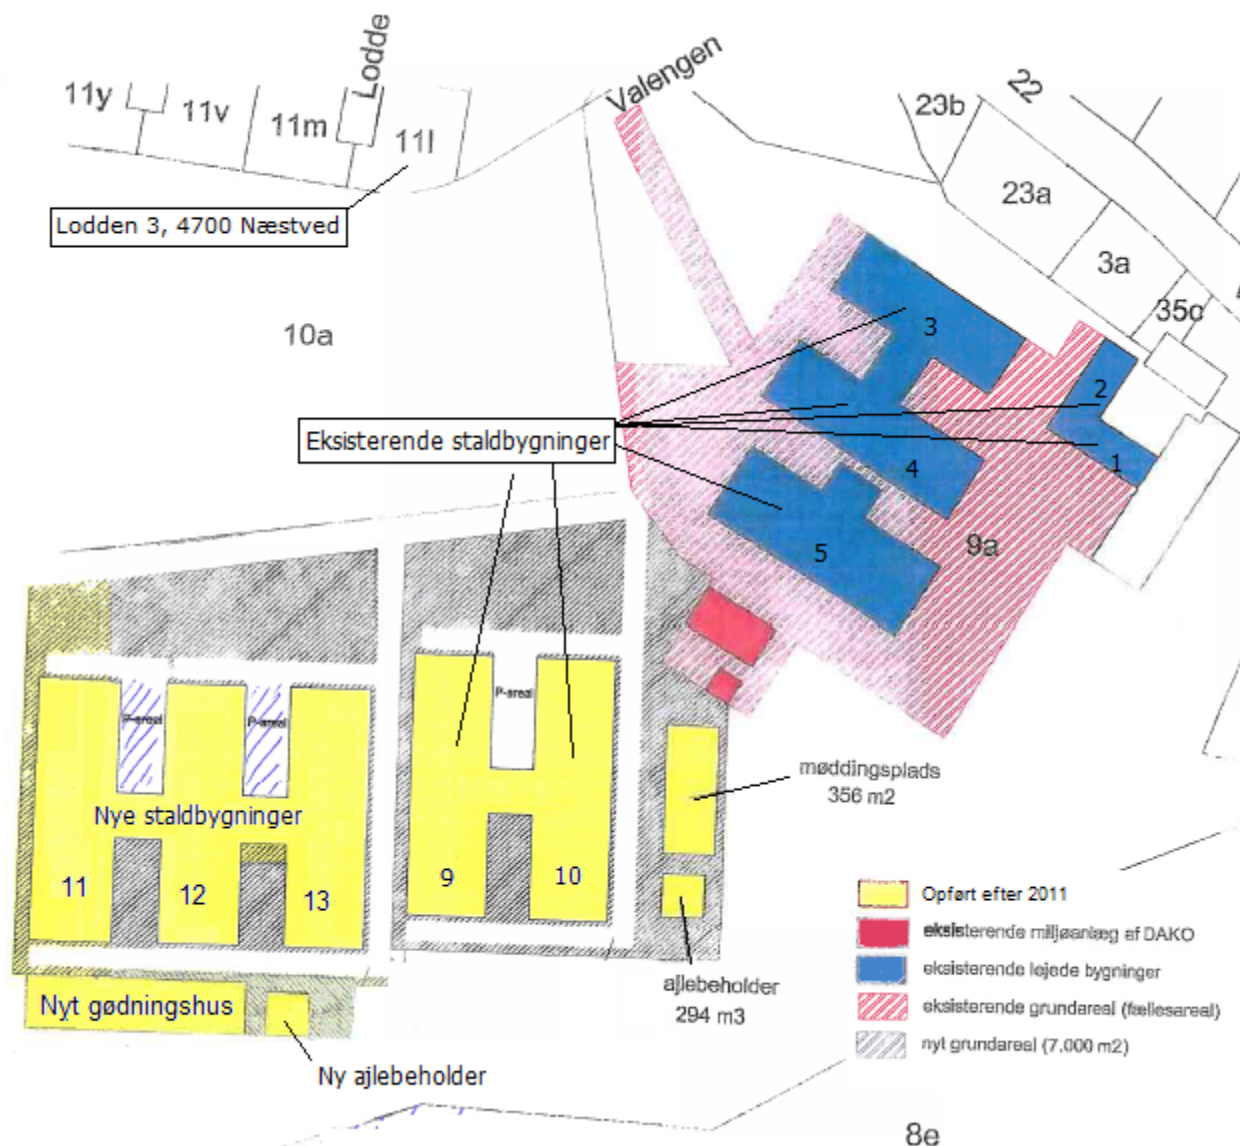 Lodde
Valengen
22
11y
11v
11m
11l
23b
23a
3a
35c
Lodden 3, 4700 Næstved
10a
3
2
1
Eksisterende staldbygninger
4
5
9a
P-areal
P-areal
P-areal
møddingsplads
356 m2
Nye staldbygninger
11
12
13
9
10
Opført efter 2011
eksisterende miljøanlæg af DAKO
eksisterende lejede bygninger
eksisterende grundareal (fællesareal)
nyt grundareal (7.000 m2)
ajlebeholder
294 m3
Nyt gødningshus
Ny ajlebeholder
8e